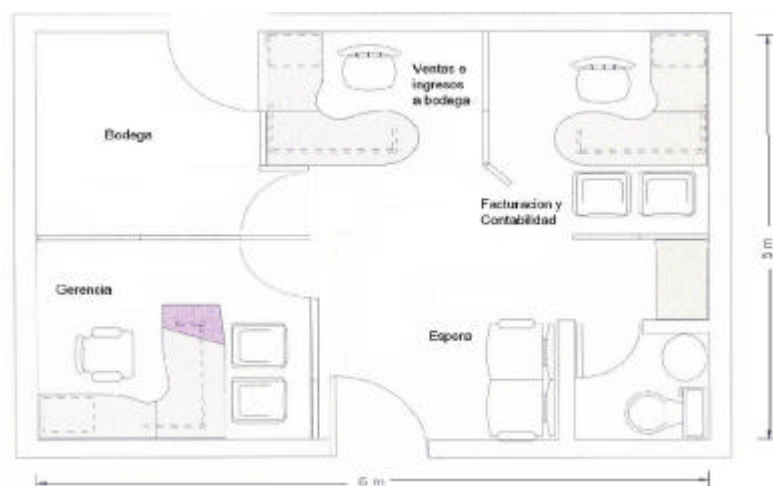 Ventas e
ingresos
a bodega
Bodega
Facturacion y
Contabilidad
Gerencia
Espera
5 m
6 m